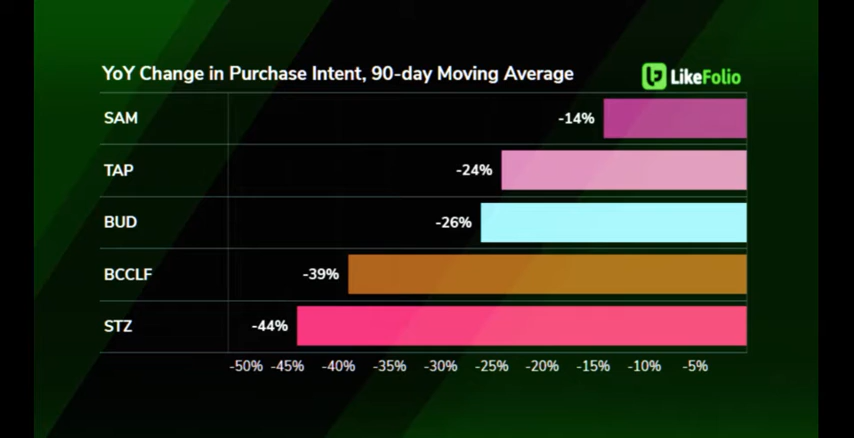 YoY Change in Purchase Intent, 90-day Moving Average
LikeFolio
SAM -14%
TAP -24%
BUD -26%
BCCLF -39%
STZ -44%
-50% -45% -40% -35% -30% -25% -20% -15% -10% -5%